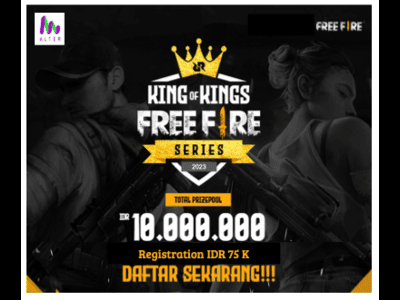 ALTER
FREE FIRE
RR
KING OF KINGS
FREE FIRE
SERIES
2023
TOTAL PRIZEPOOL
IDR 10.000.000
Registration IDR 75 K
DAFTAR SEKARANG!!!